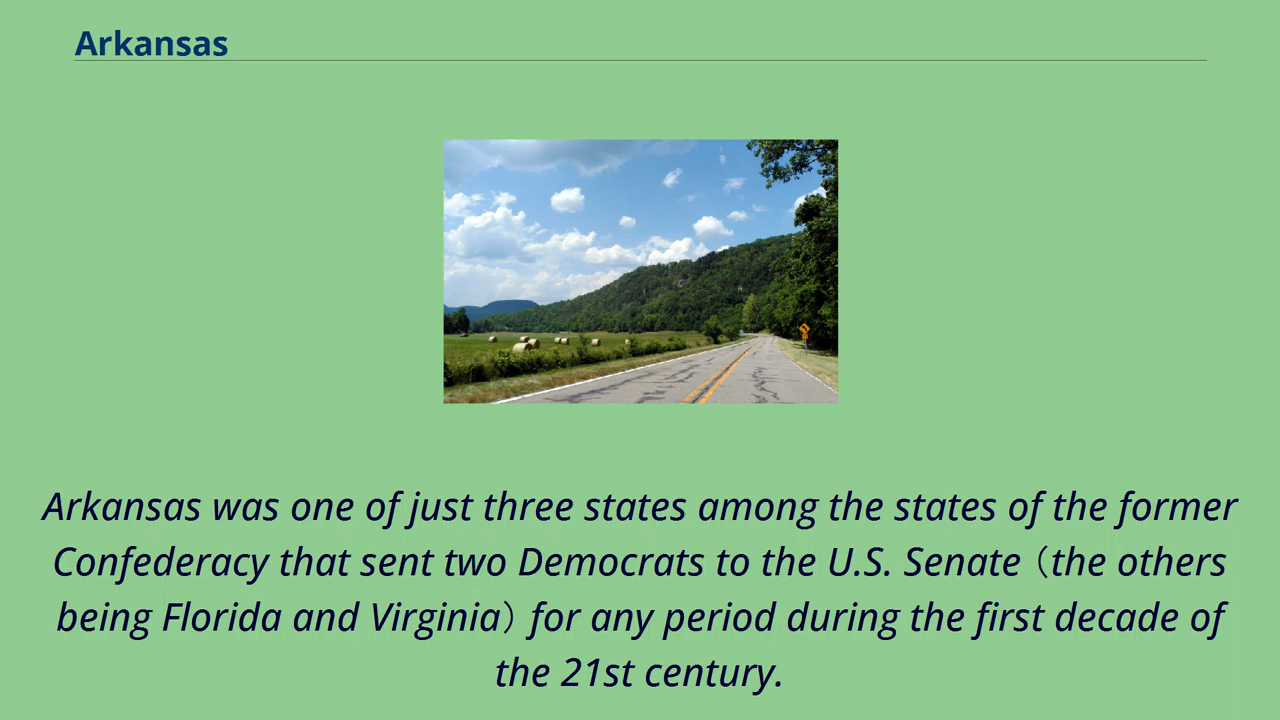 Arkansas
Arkansas was one of just three states among the states of the former
Confederacy that sent two Democrats to the U.S. Senate（the others
being Florida and Virginia）for any period during the first decade of
the 21st century.